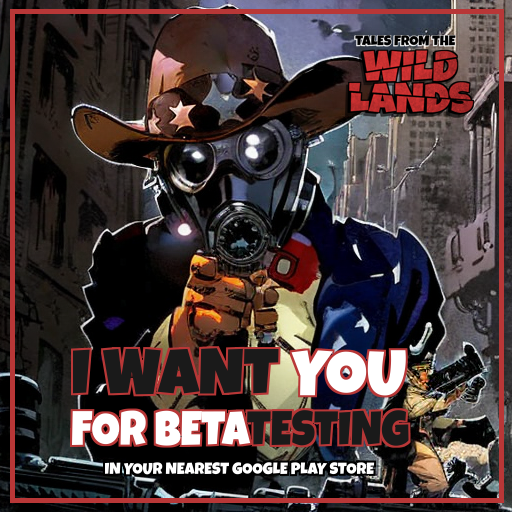 TALES FROM THE
WILD
LANDS
I WANT YOU
FOR BETATESTING
IN YOUR NEAREST GOOGLE PLAY STORE